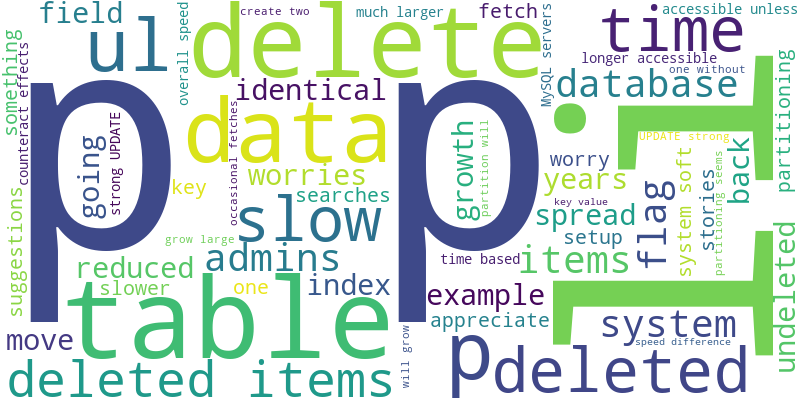 field
ul
overall speed
create two
delete
much larger
fetch
time
accessible unless
longer accessible
one without
something
counteract effects
identical
data
MySQL servers
database
partitioning
p p
li li
going
strong UPDATE
key
occasional fetches
worries
searches
growth
partition will
worry
years
key value
UPDATE strong
flag
system soft
stories
partitioning seems
back
suggestions
grow large
slow
spread
setup
reduced
slower
admins
one
index
time based
items
undeleted
table
example
appreciate
system
speed difference
move
will grow
p
deleted items
deleted